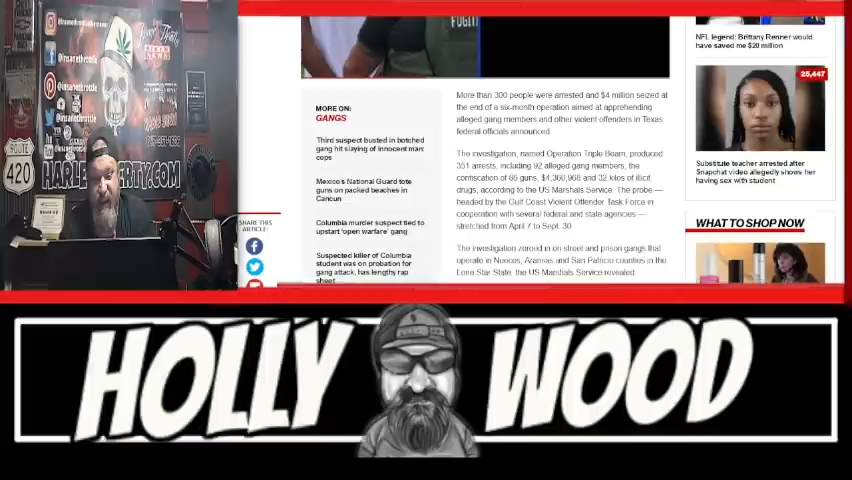 @insanethrottle
@insanethrottle
ROUTE
420
HARL
ERTY.COM
SHARE THIS
ARTICLE:
FUGIT
MORE ON:
GANGS
Third suspect busted in botched
gang hit slaying of innocent man:
cops
Mexico's National Guard tote
guns on packed beaches in
Cancun
Columbia murder suspect tied to
upstart 'open warfare' gang
Suspected killer of Columbia
student was on probation for
gang attack, has lengthy rap
sheet
More than 300 people were arrested and $4 million seized at
the end of a six-month operation aimed at apprehending
alleged gang members and other violent offenders in Texas,
federal officials announced.
The investigation, named Operation Triple Beam, produced
351 arrests, including 92 alleged gang members, the
confiscation of 86 guns, $4,360,968 and 32 kilos of illicit
drugs, according to the US Marshals Service. The probe —
headed by the Gulf Coast Violent Offender Task Force in
cooperation with several federal and state agencies —
stretched from April 7 to Sept. 30
The investigation zeroed in on street and prison gangs that
operate in Nueces, Aransas and San Patricio counties in the
Lone Star State, the US Marshals Service revealed.
NFL legend: Brittany Renner would
have saved me $20 million
25,447
Substitute teacher arrested after
Snapchat video allegedly shows her
having sex with student
WHAT TO SHOP NOW
HOLLY WOOD